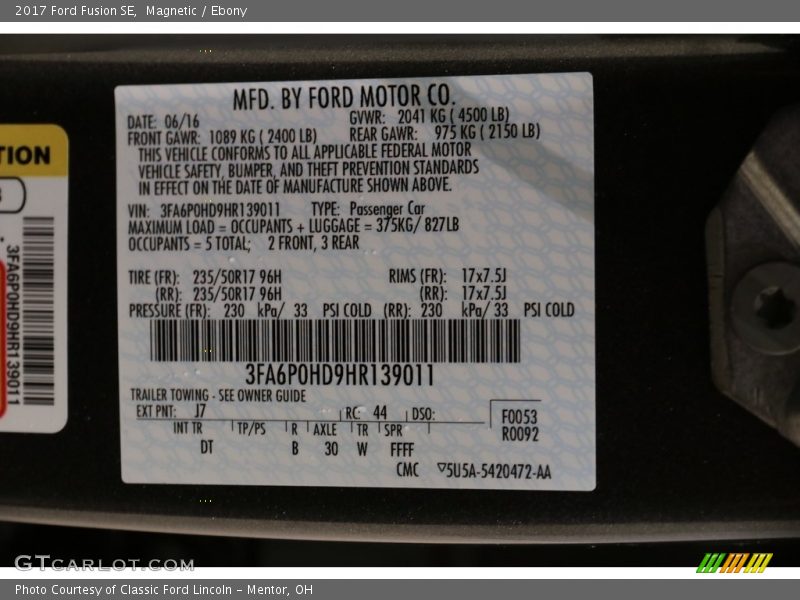 2017 Ford Fusion SE, Magnetic / Ebony
MFD. BY FORD MOTOR CO.
DATE: 06/16 GVWR: 2041 KG ( 4500 LB)
FRONT GAWR: 1089 KG ( 2400 LB) REAR GAWR: 975 KG ( 2150 LB)
THIS VEHICLE CONFORMS TO ALL APPLICABLE FEDERAL MOTOR
VEHICLE SAFETY, BUMPER, AND THEFT PREVENTION STANDARDS
IN EFFECT ON THE DATE OF MANUFACTURE SHOWN ABOVE.
VIN: 3FA6P0HD9HR139011 TYPE: Passenger Car
MAXIMUM LOAD = OCCUPANTS + LUGGAGE = 375KG/ 827LB
OCCUPANTS = 5 TOTAL; 2 FRONT, 3 REAR
TIRE (FR): 235/50R17 96H RIMS (FR): 17x7.5J
(RR): 235/50R17 96H (RR): 17x7.5J
PRESSURE (FR): 230 kPa/ 33 PSI COLD (RR): 230 kPa/ 33 PSI COLD
3FA6P0HD9HR139011
TRAILER TOWING - SEE OWNER GUIDE
EXT PNT: J7 RC: 44 DSO: F0053
INT TR TP/PS R AXLE TR SPR R0092
DT B 30 W FFFF
CMC ▽5U5A-5420472-AA
TION
3FA6P0HD9HR139011
GTCARLOT.COM
Photo Courtesy of Classic Ford Lincoln - Mentor, OH